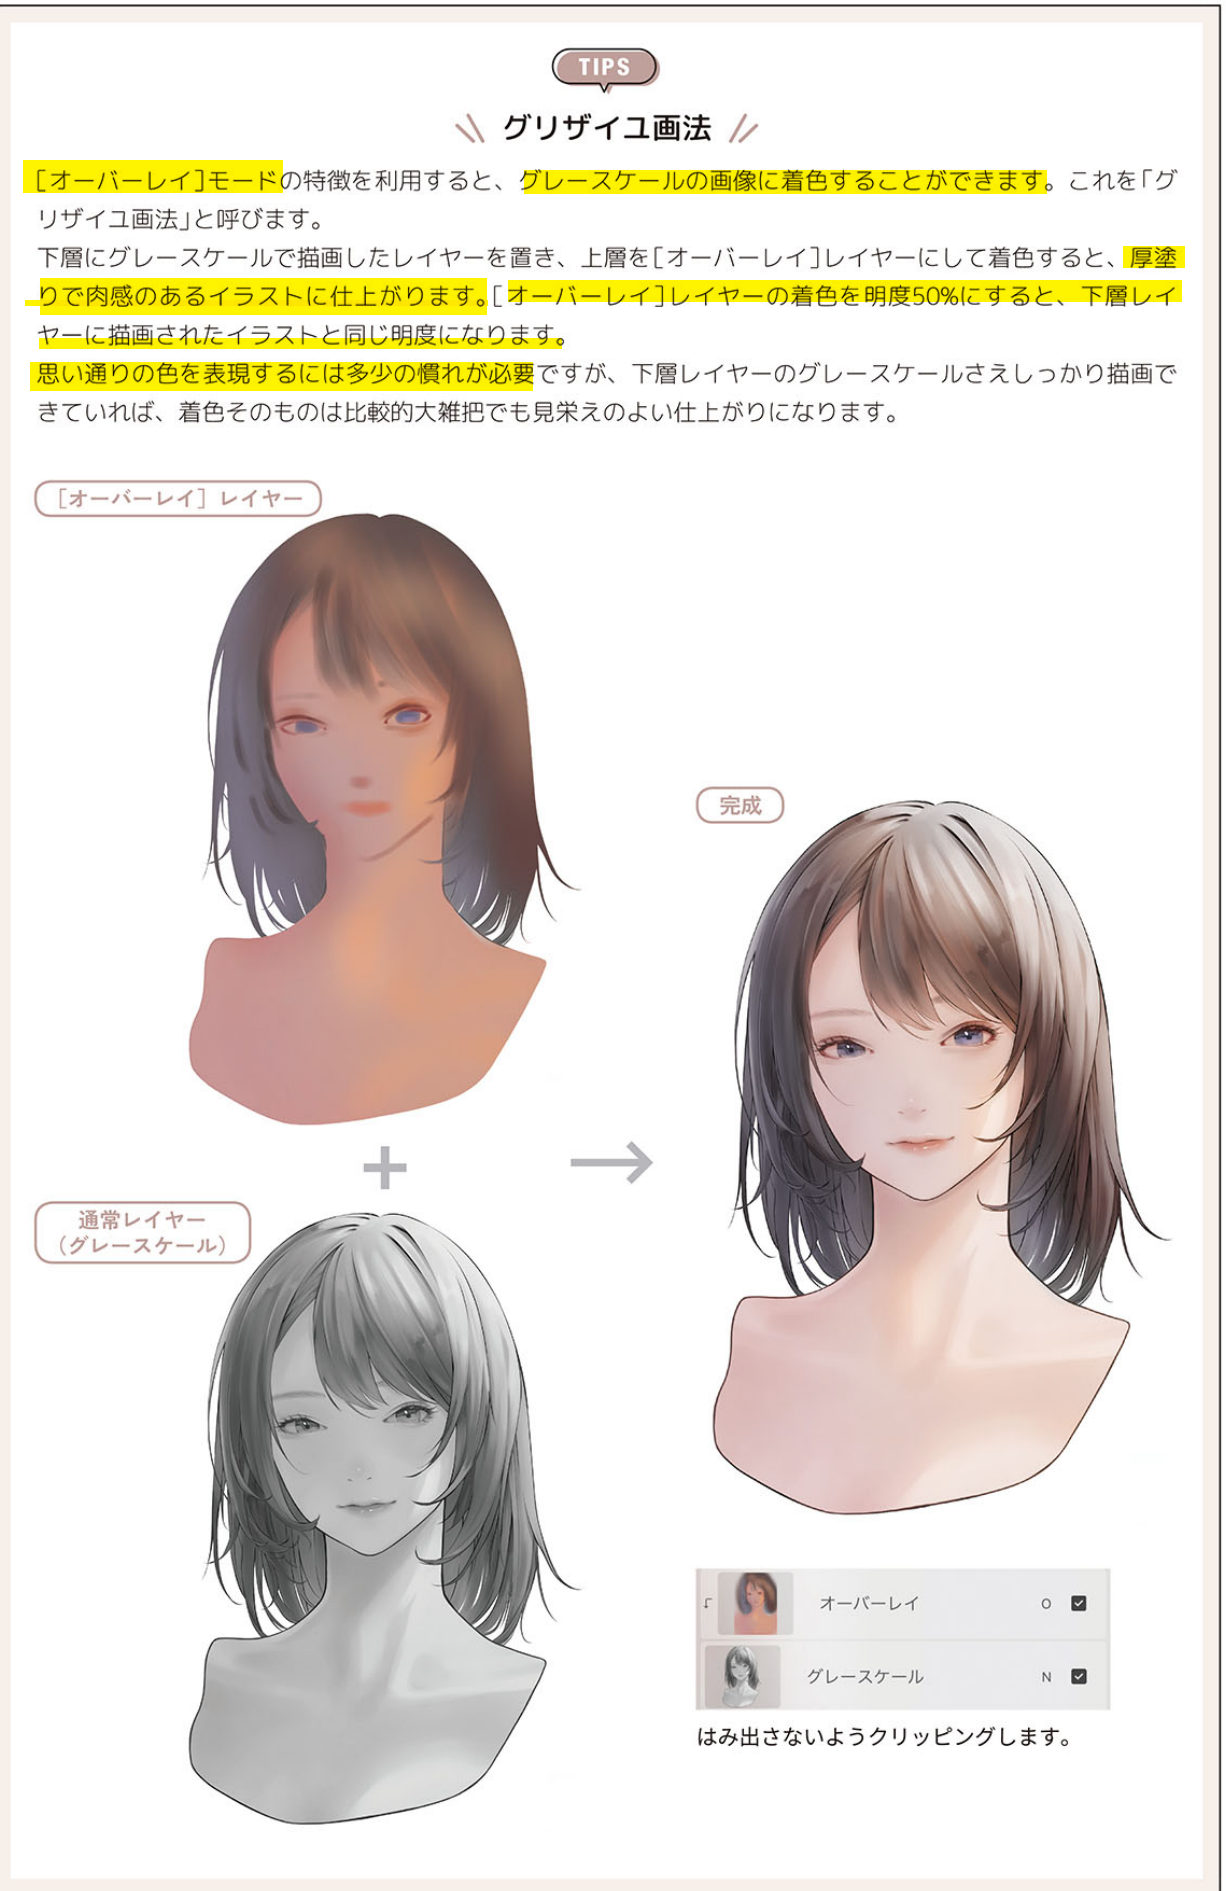 TIPS
グリザイユ画法
[オーバーレイ]モードの特徴を利用すると、グレースケールの画像に着色することができます。これを「グ
リザイユ画法」と呼びます。
下層にグレースケールで描画したレイヤーを置き、上層を[オーバーレイ]レイヤーにして着色すると、厚塗
りで肉感のあるイラストに仕上がります。[オーバーレイ]レイヤーの着色を明度50%にすると、下層レイ
ヤーに描画されたイラストと同じ明度になります。
思い通りの色を表現するには多少の慣れが必要ですが、下層レイヤーのグレースケールさえしっかり描画で
きていれば、着色そのものは比較的大雑把でも見栄えのよい仕上がりになります。
[オーバーレイ] レイヤー
完成
通常レイヤー
(グレースケール)
オーバーレイ O
グレースケール N
はみ出さないようクリッピングします。